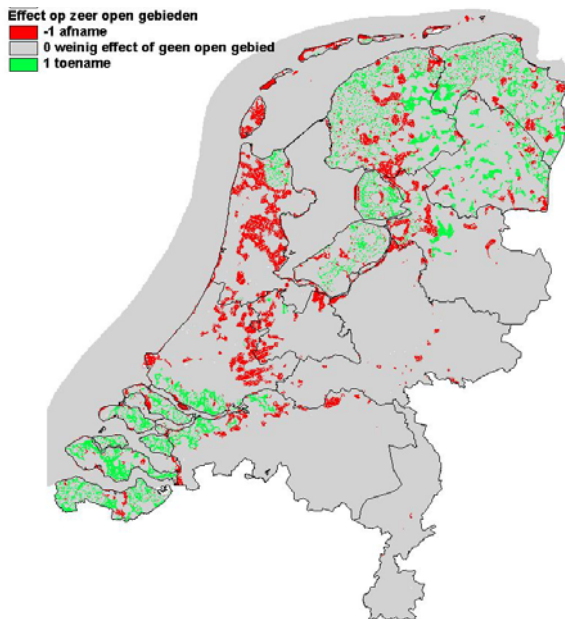 Effect op zeer open gebieden
-1 afname
0 weinig effect of geen open gebied
1 toename